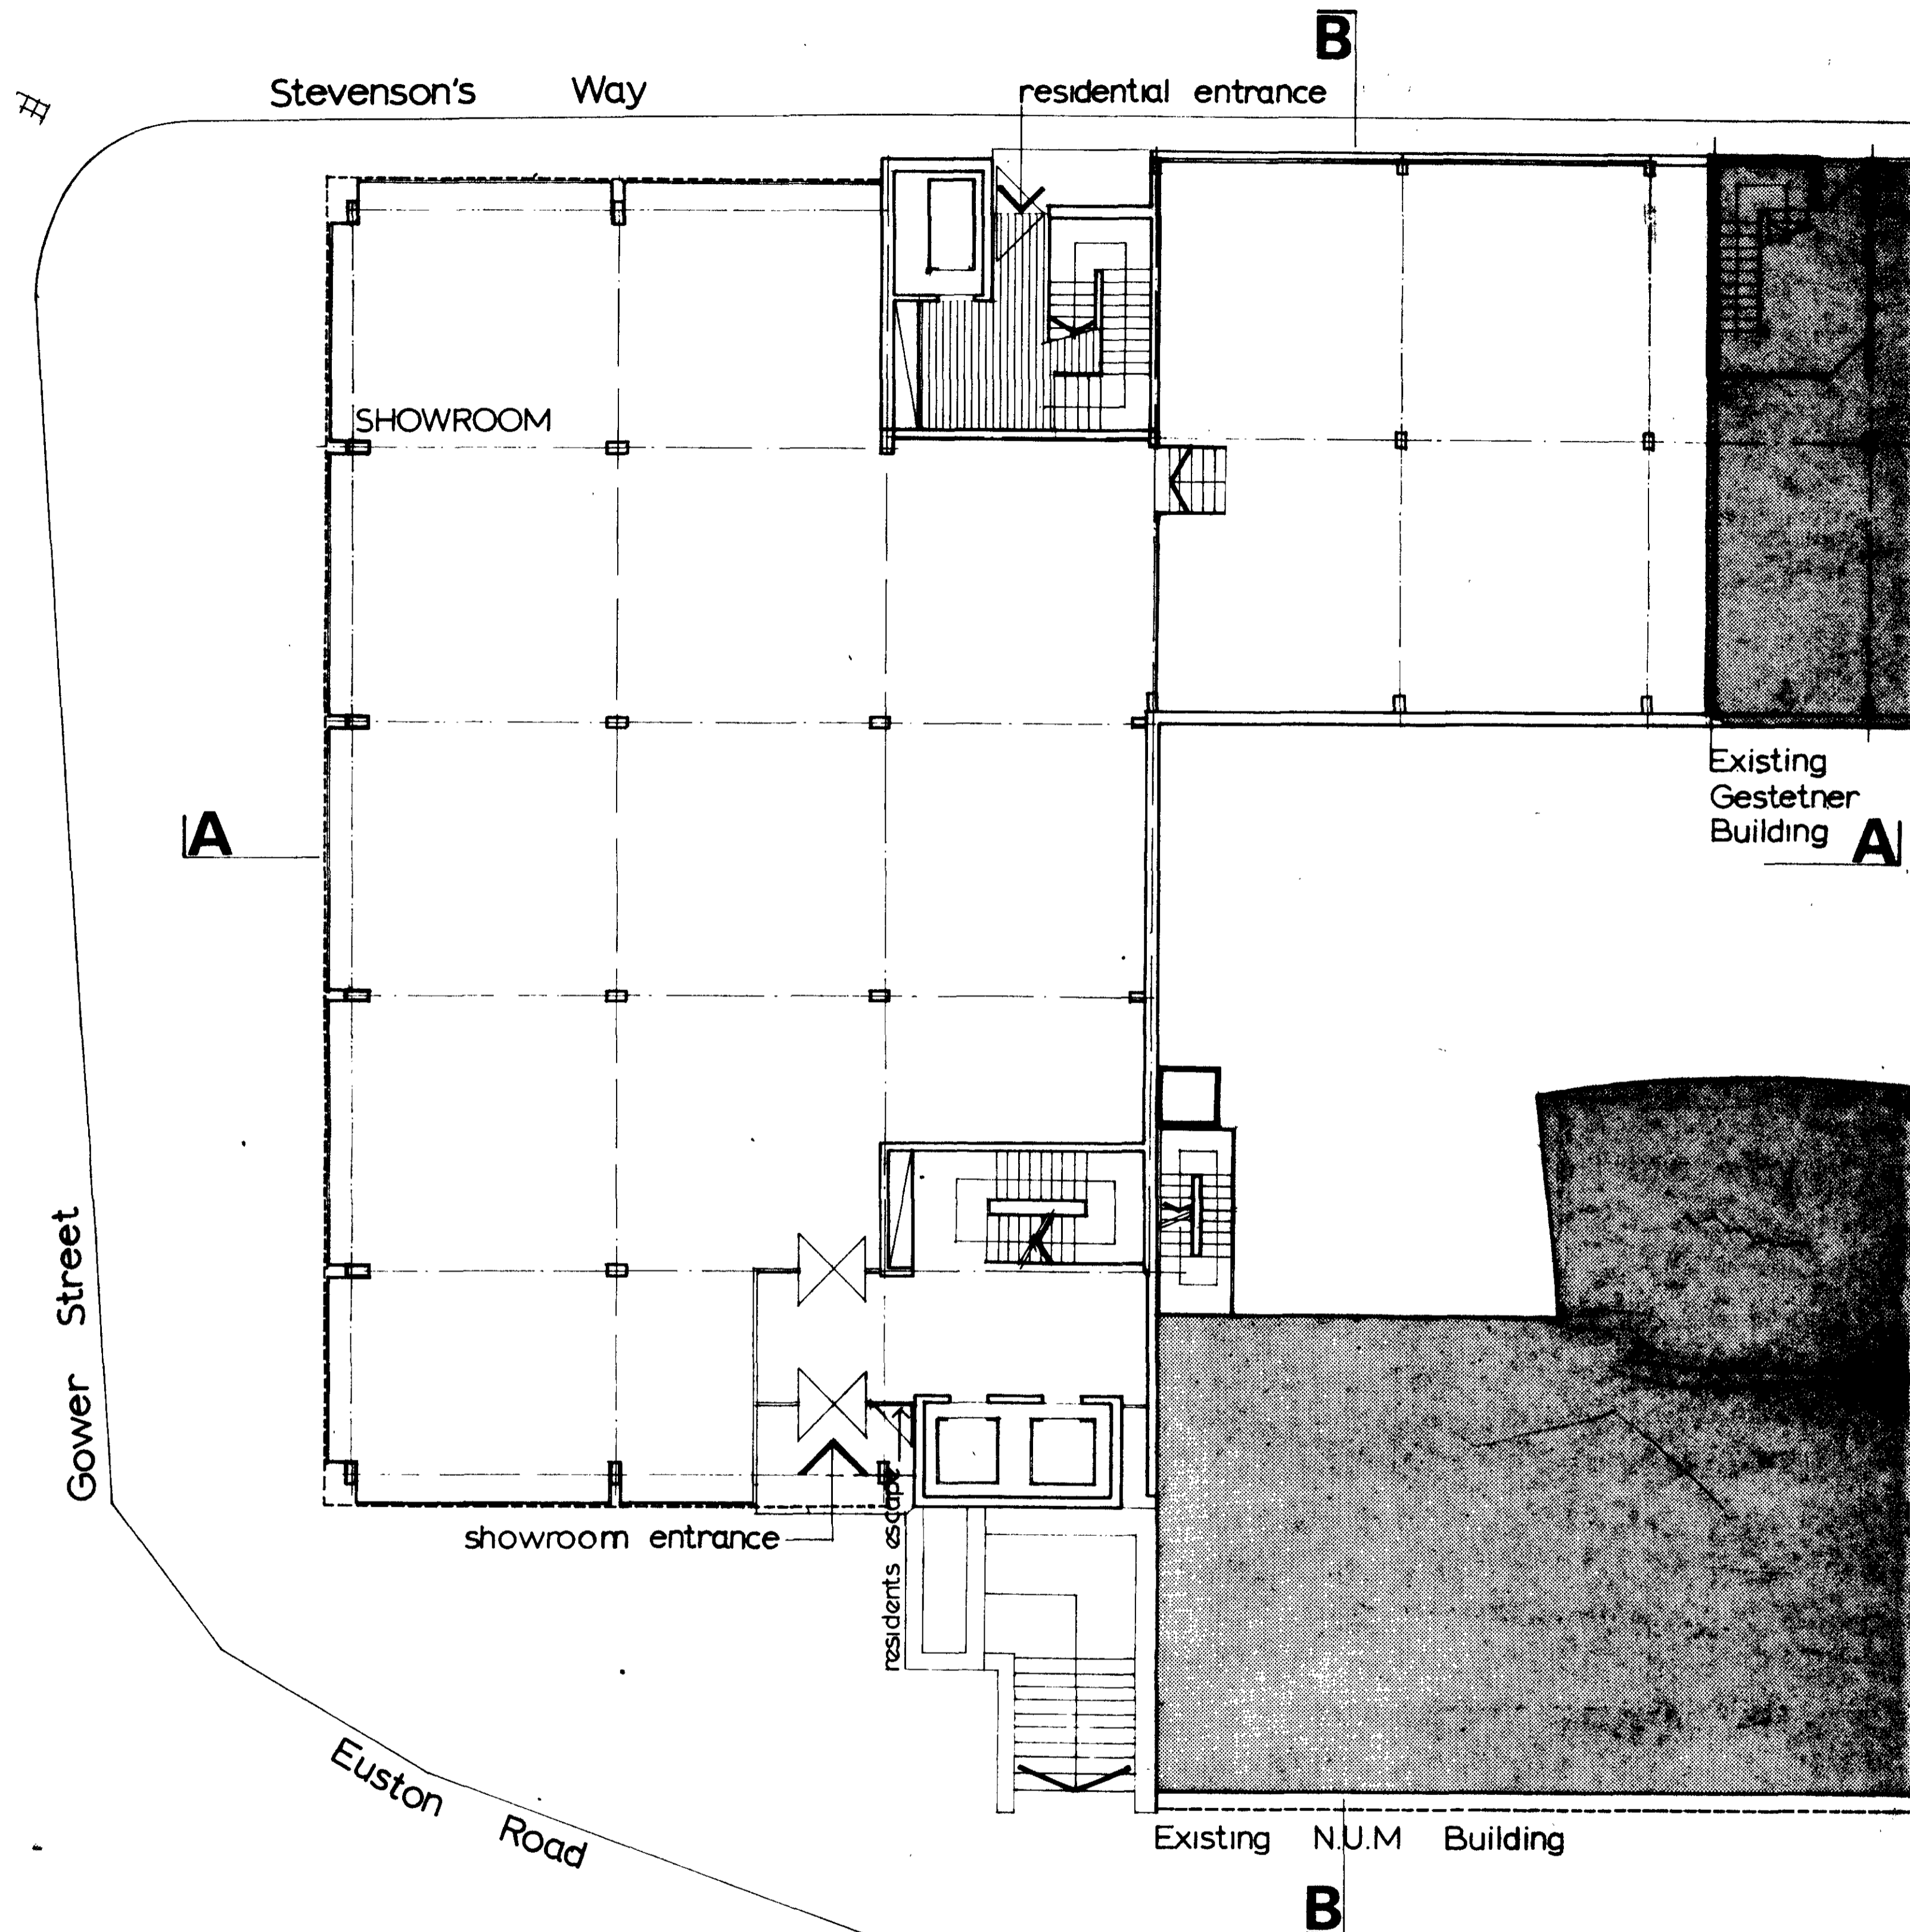 B
Stevenson's Way
residential entrance
SHOWROOM
Existing
Gestetner
Building
A
A
Gower Street
showroom entrance
residents escape
Euston Road
Existing N.U.M Building
B